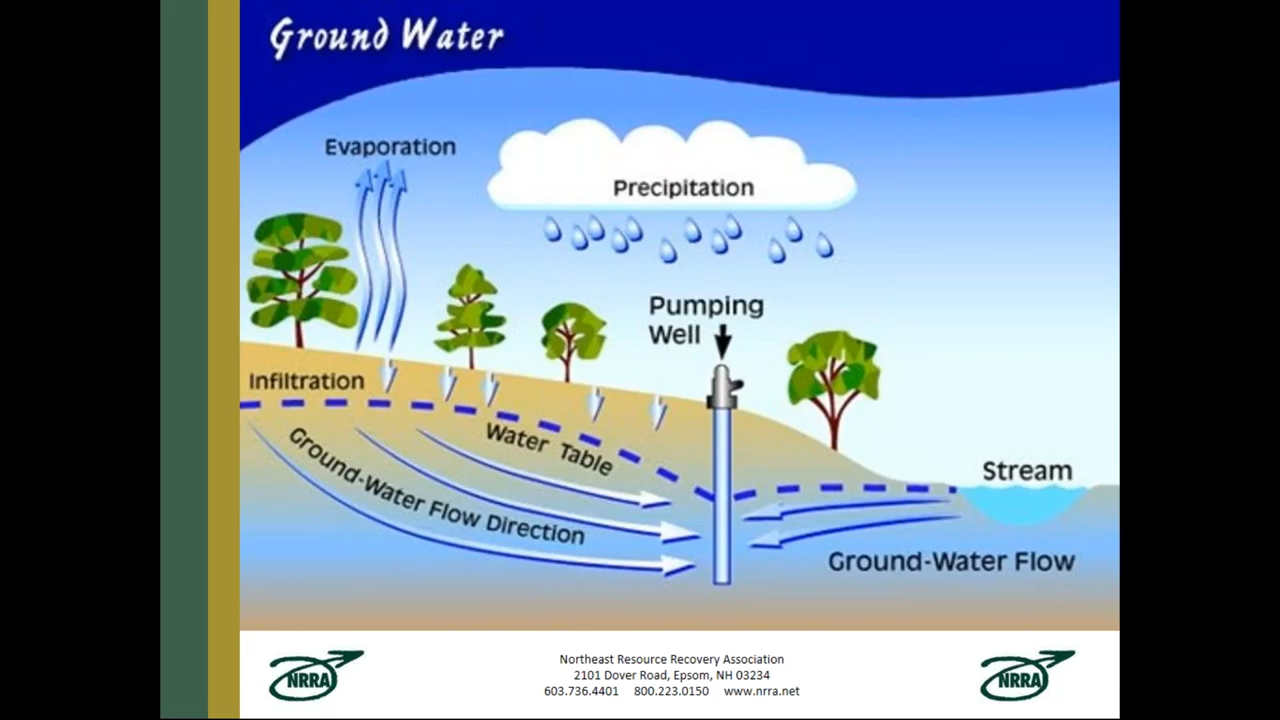 Ground Water
Evaporation
Precipitation
Pumping
Well
Infiltration
Water Table
Ground-Water Flow Direction
Stream
Ground-Water Flow
NRRA
Northeast Resource Recovery Association
2101 Dover Road, Epsom, NH 03234
603.736.4401 800.223.0150 www.nrra.net
NRRA